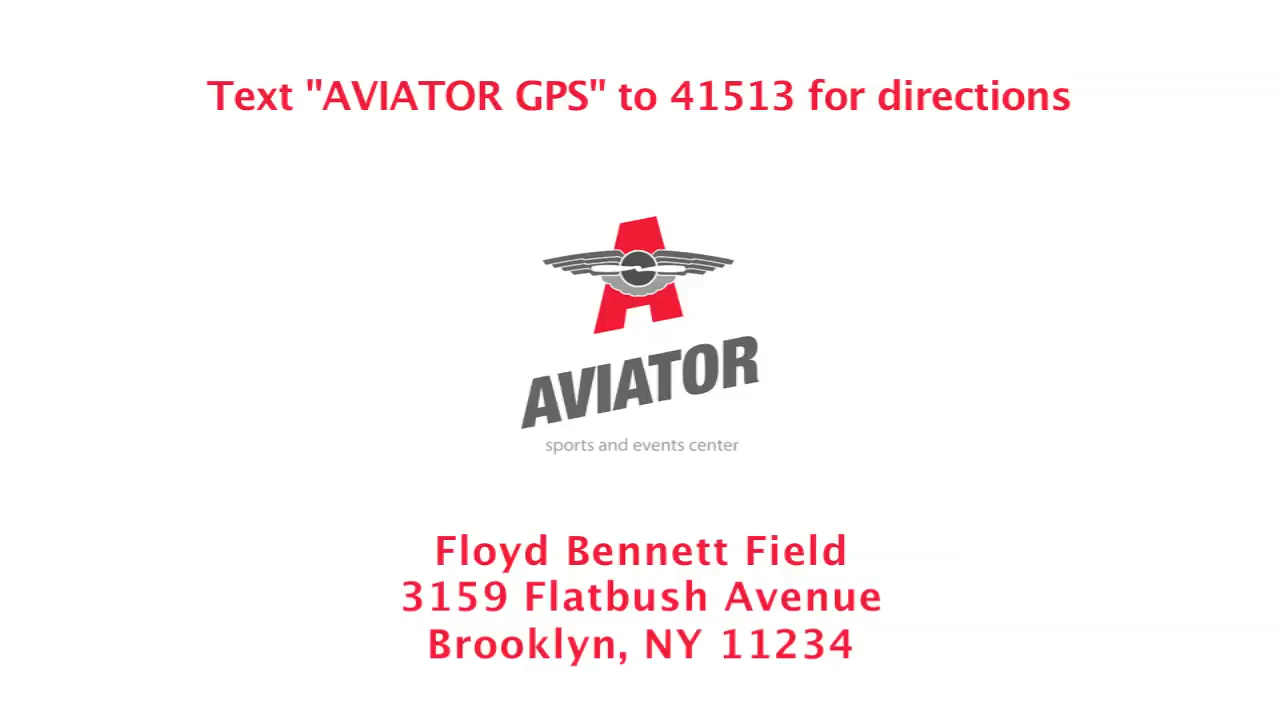 Text "AVIATOR GPS" to 41513 for directions
A
AVIATOR
sports and events center
Floyd Bennett Field
3159 Flatbush Avenue
Brooklyn, NY 11234